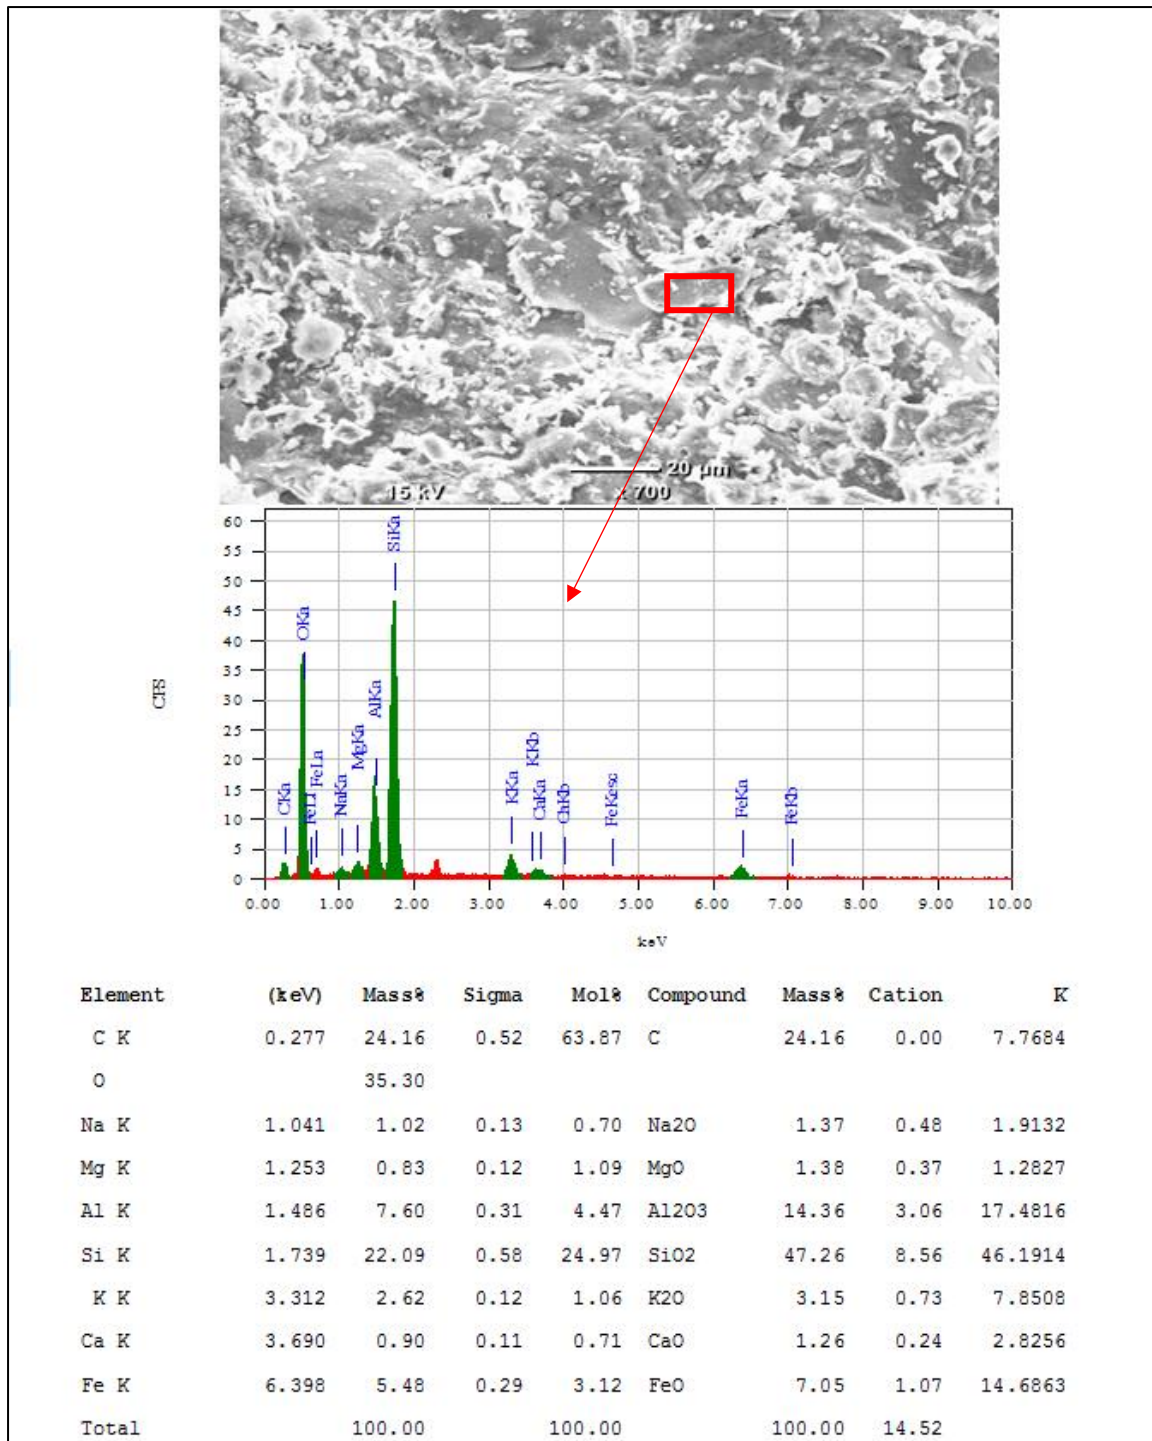 20 µm
15 kV x 700
60
55
50
45
40
35
30
25
20
15
10
5
0
CPS
CKa
OKa
FeLl
FeLa
NaKa
MgKa
AlKa
SiKa
KKa
KKb
CaKa
CaKb
FeKesc
FeKa
FeKb
0.00 1.00 2.00 3.00 4.00 5.00 6.00 7.00 8.00 9.00 10.00
keV
Element (keV) Mass% Sigma Mol% Compound Mass% Cation K
C K 0.277 24.16 0.52 63.87 C 24.16 0.00 7.7684
O 35.30
Na K 1.041 1.02 0.13 0.70 Na2O 1.37 0.48 1.9132
Mg K 1.253 0.83 0.12 1.09 MgO 1.38 0.37 1.2827
Al K 1.486 7.60 0.31 4.47 Al2O3 14.36 3.06 17.4816
Si K 1.739 22.09 0.58 24.97 SiO2 47.26 8.56 46.1914
K K 3.312 2.62 0.12 1.06 K2O 3.15 0.73 7.8508
Ca K 3.690 0.90 0.11 0.71 CaO 1.26 0.24 2.8256
Fe K 6.398 5.48 0.29 3.12 FeO 7.05 1.07 14.6863
Total 100.00 100.00 100.00 14.52